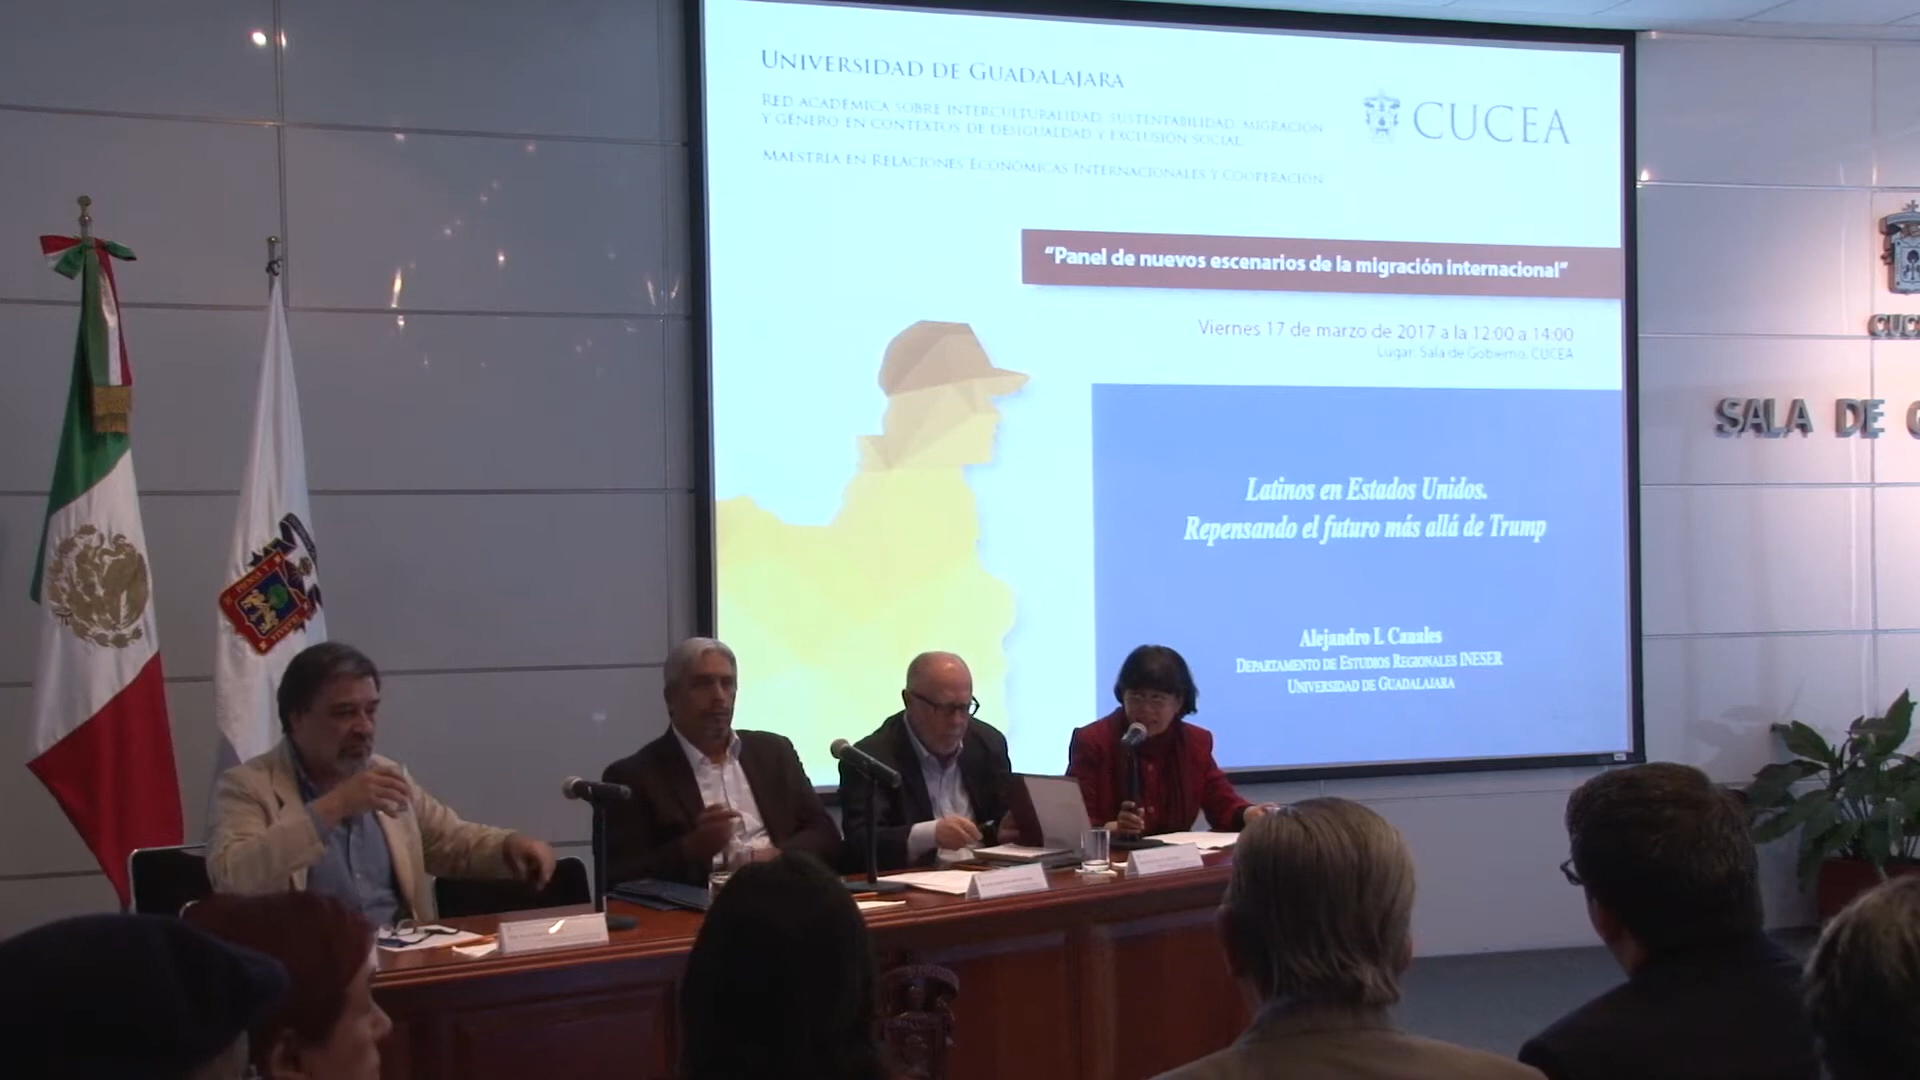 UNIVERSIDAD DE GUADALAJARA
RED ACADÉMICA SOBRE INTERCULTURALIDAD, SUSTENTABILIDAD, MIGRACIÓN
Y GÉNERO EN CONTEXTOS DE DESIGUALDAD Y EXCLUSIÓN SOCIAL
MAESTRÍA EN RELACIONES ECONÓMICAS INTERNACIONALES Y COOPERACIÓN
CUCEA
“Panel de nuevos escenarios de la migración internacional”
Viernes 17 de marzo de 2017 a la 12:00 a 14:00
Lugar: Sala de Gobierno, CUCEA
Latinos en Estados Unidos.
Repensando el futuro más allá de Trump
Alejandro I. Canales
DEPARTAMENTO DE ESTUDIOS REGIONALES INESER
UNIVERSIDAD DE GUADALAJARA
CUC
SALA DE G
PIENSA Y
TRABAJA